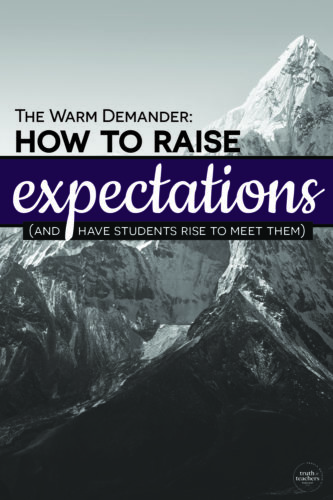 The Warm Demander:
HOW TO RAISE
expectations
(AND HAVE STUDENTS RISE TO MEET THEM)
truth for teachers